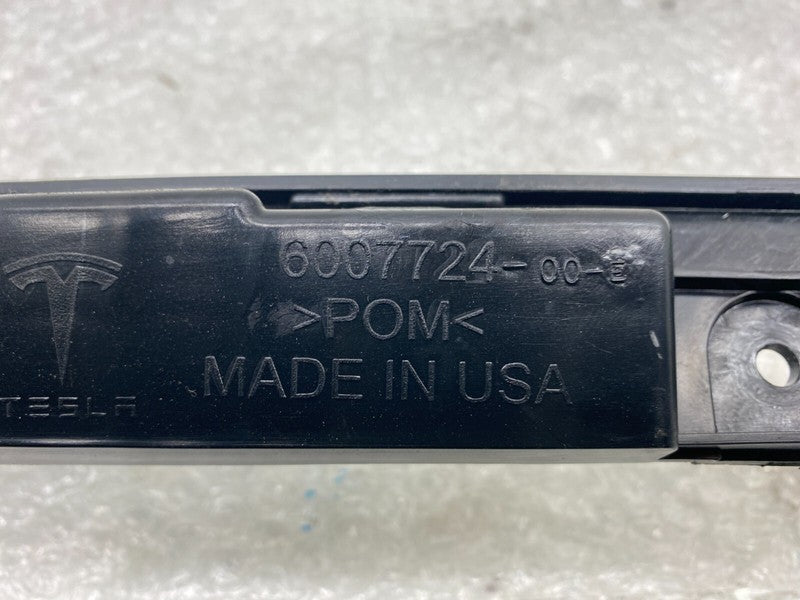 6007724-00-E
>POM<
MADE IN USA
TESLA